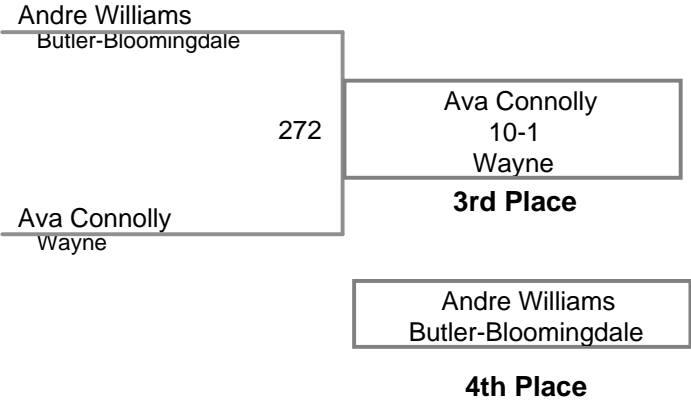 Andre Williams
Butler-Bloomingdale
272
Ava Connolly
10-1
Wayne
3rd Place
Ava Connolly
Wayne
Andre Williams
Butler-Bloomingdale
4th Place